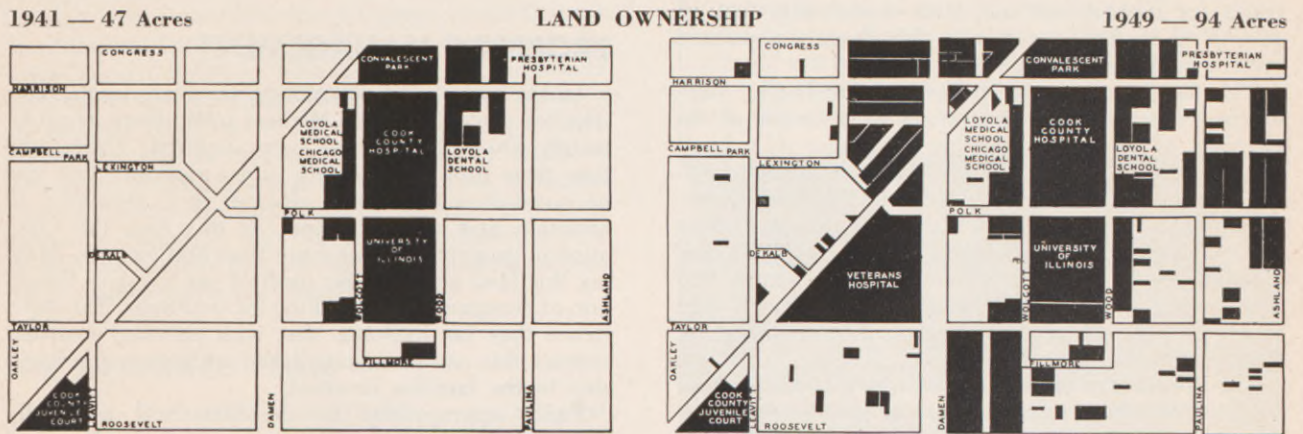 1941 — 47 Acres
LAND OWNERSHIP
1949 — 94 Acres
CONGRESS
CONVALESCENT
PARK
PRESBYTERIAN
HOSPITAL
HARRISON
LOYOLA
MEDICAL
SCHOOL
CHICAGO
MEDICAL
SCHOOL
COOK
COUNTY
HOSPITAL
CAMPBELL PARK
LOYOLA
DENTAL
SCHOOL
LEXINGTON
POLK
UNIVERSITY
OF
ILLINOIS
DE KALB
WOLCOTT
WOOD
ASHLAND
TAYLOR
OAKLEY
FILLMORE
COOK
COUNTY
JUVENILE
COURT
LEAVITT
ROOSEVELT
DAMEN
PAULINA
CONGRESS
CONVALESCENT
PARK
PRESBYTERIAN
HOSPITAL
HARRISON
LOYOLA
MEDICAL
SCHOOL
CHICAGO
MEDICAL
SCHOOL
COOK
COUNTY
HOSPITAL
CAMPBELL PARK
LOYOLA
DENTAL
SCHOOL
LEXINGTON
POLK
UNIVERSITY
OF
ILLINOIS
DE KALB
VETERANS
HOSPITAL
WOLCOTT
WOOD
ASHLAND
TAYLOR
OAKLEY
FILLMORE
COOK
COUNTY
JUVENILE
COURT
LEAVITT
ROOSEVELT
DAMEN
PAULINA